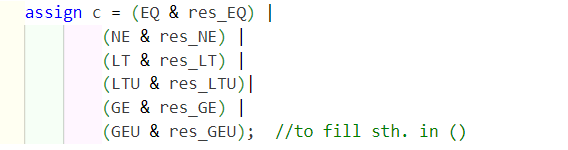 assign c = (EQ & res_EQ) |
(NE & res_NE) |
(LT & res_LT) |
(LTU & res_LTU)|
(GE & res_GE) |
(GEU & res_GEU);  //to fill sth. in ()